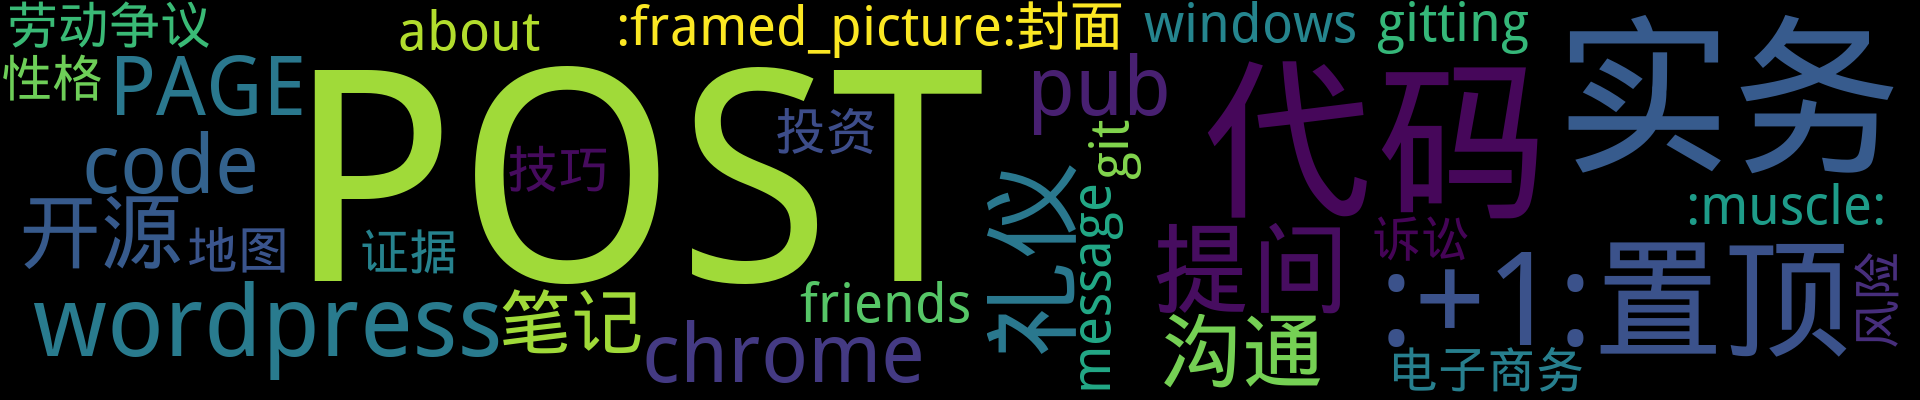 劳动争议
about
:framed_picture:封面
windows
gitting
实务
性格
PAGE
POST
pub
代码
code
技巧
投资
git
开源
地图
证据
礼仪
message
提问
诉讼
:muscle:
:+1:置顶
风险
wordpress
笔记
friends
chrome
沟通
电子商务